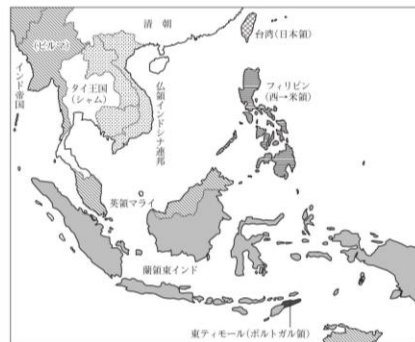 清朝
台湾(日本領)
(ビルマ)
インド帝国
タイ王国
(シャム)
仏領インドシナ連邦
フィリピン
(西→米領)
英領マライ
蘭領東インド
東ティモール(ポルトガル領)